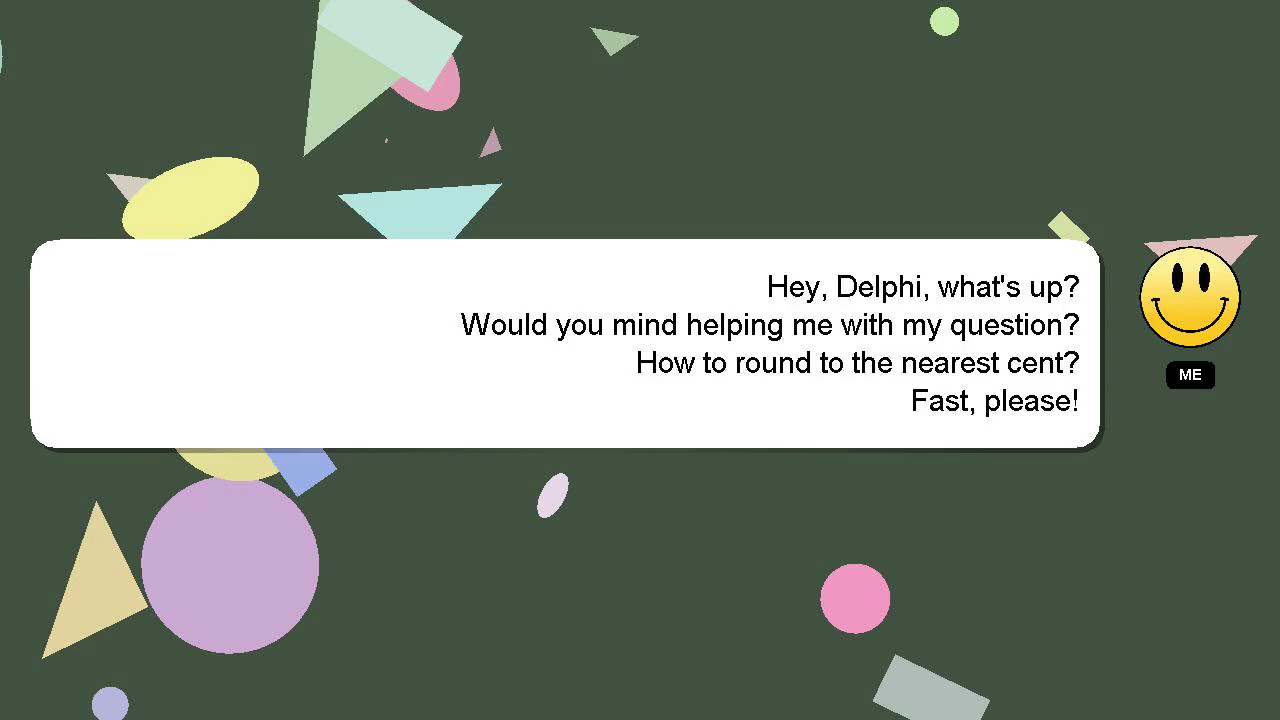 Hey, Delphi, what's up?
Would you mind helping me with my question?
How to round to the nearest cent?
Fast, please!
ME